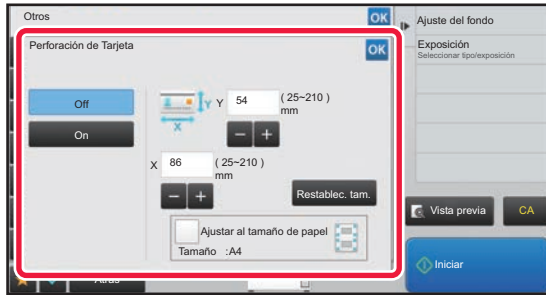 Otros
OK
Perforación de Tarjeta
OK
Off
On
Y
X
Y 54 ( 25~210 )
mm
X 86 ( 25~210 )
mm
Restablec. tam.
Ajustar al tamaño de papel
Tamaño :A4
Atrás
Ajuste del fondo
Exposición
Seleccionar tipo/exposición
Vista previa
CA
Iniciar